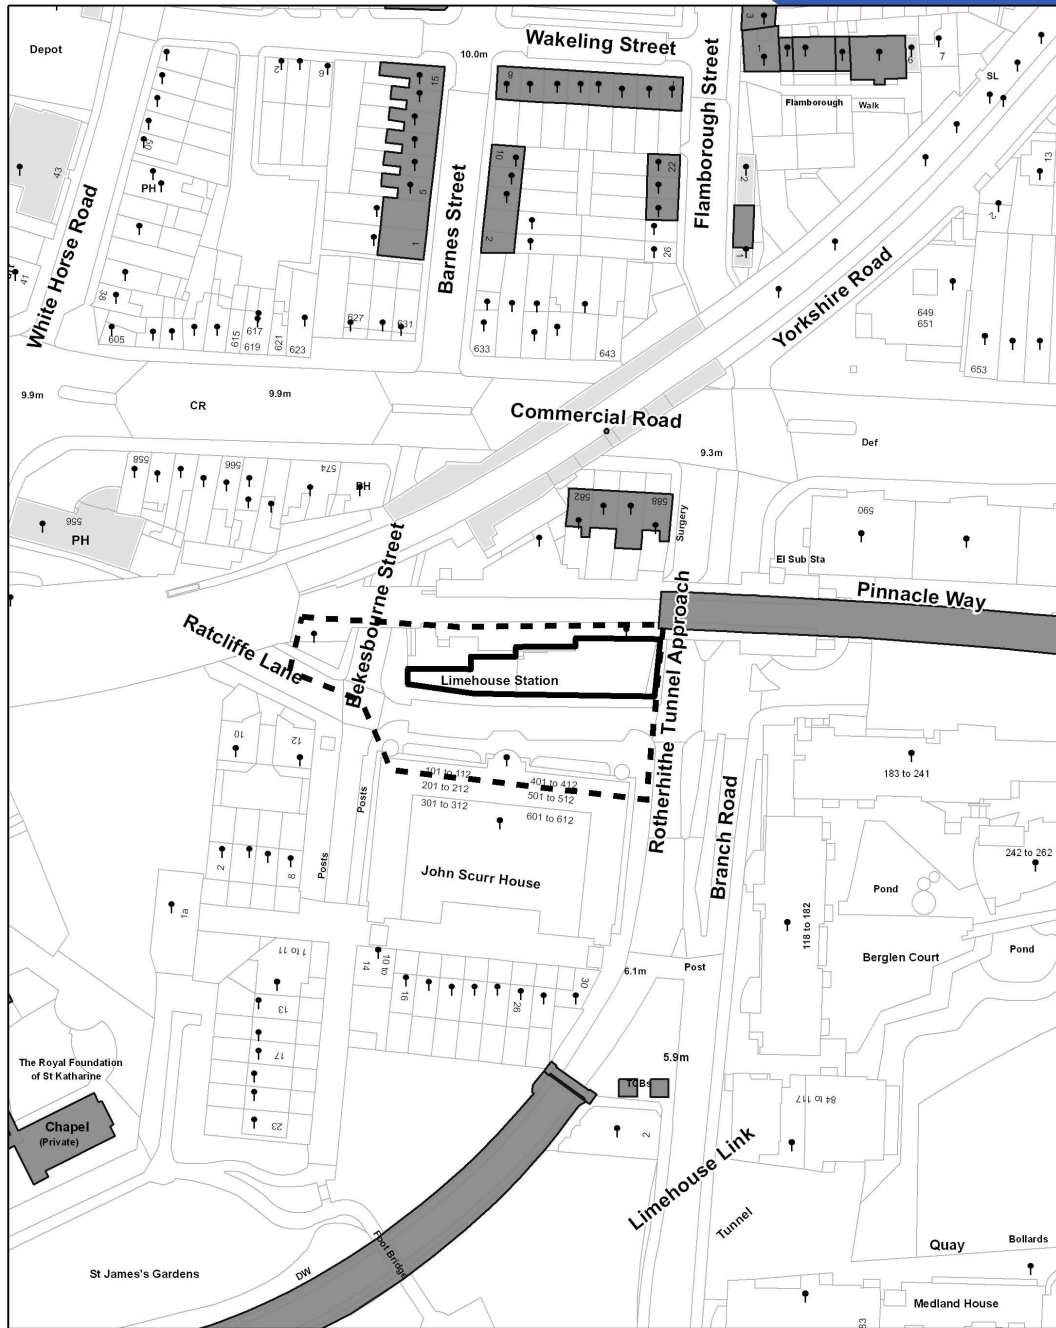 Depot
Wakeling Street
Flamborough Street
10.0m
3
1
6
7
SL
2
9
15
8
Flamborough Walk
13
43
50
PH
5
1
10
2
22
26
2
1
2
41
White Horse Road
Barnes Street
Yorkshire Road
38
605
615
617
619
621
623
627
631
633
643
649
651
653
9.9m
9.9m
CR
Commercial Road
9.3m
Def
558
566
574
PH
556
PH
582
588
Surgery
590
El Sub Sta
Pinnacle Way
Bekesbourne Street
Ratcliffe Lane
Limehouse Station
Rotherhithe Tunnel Approach
10
12
101 to 112
401 to 412
201 to 212
501 to 512
301 to 312
601 to 612
Posts
Posts
183 to 241
Branch Road
2
8
John Scurr House
242 to 262
Pond
118 to 182
1a
1 to 11
Berglen Court
Pond
14
10 to
16
26
30
6.1m
Post
13
17
23
The Royal Foundation
of St Katharine
5.9m
TCBs
2
84 to 117
Chapel
(Private)
Limehouse Link
Tunnel
Foot Bridge
DW
St James's Gardens
Quay
Bollards
Medland House
83